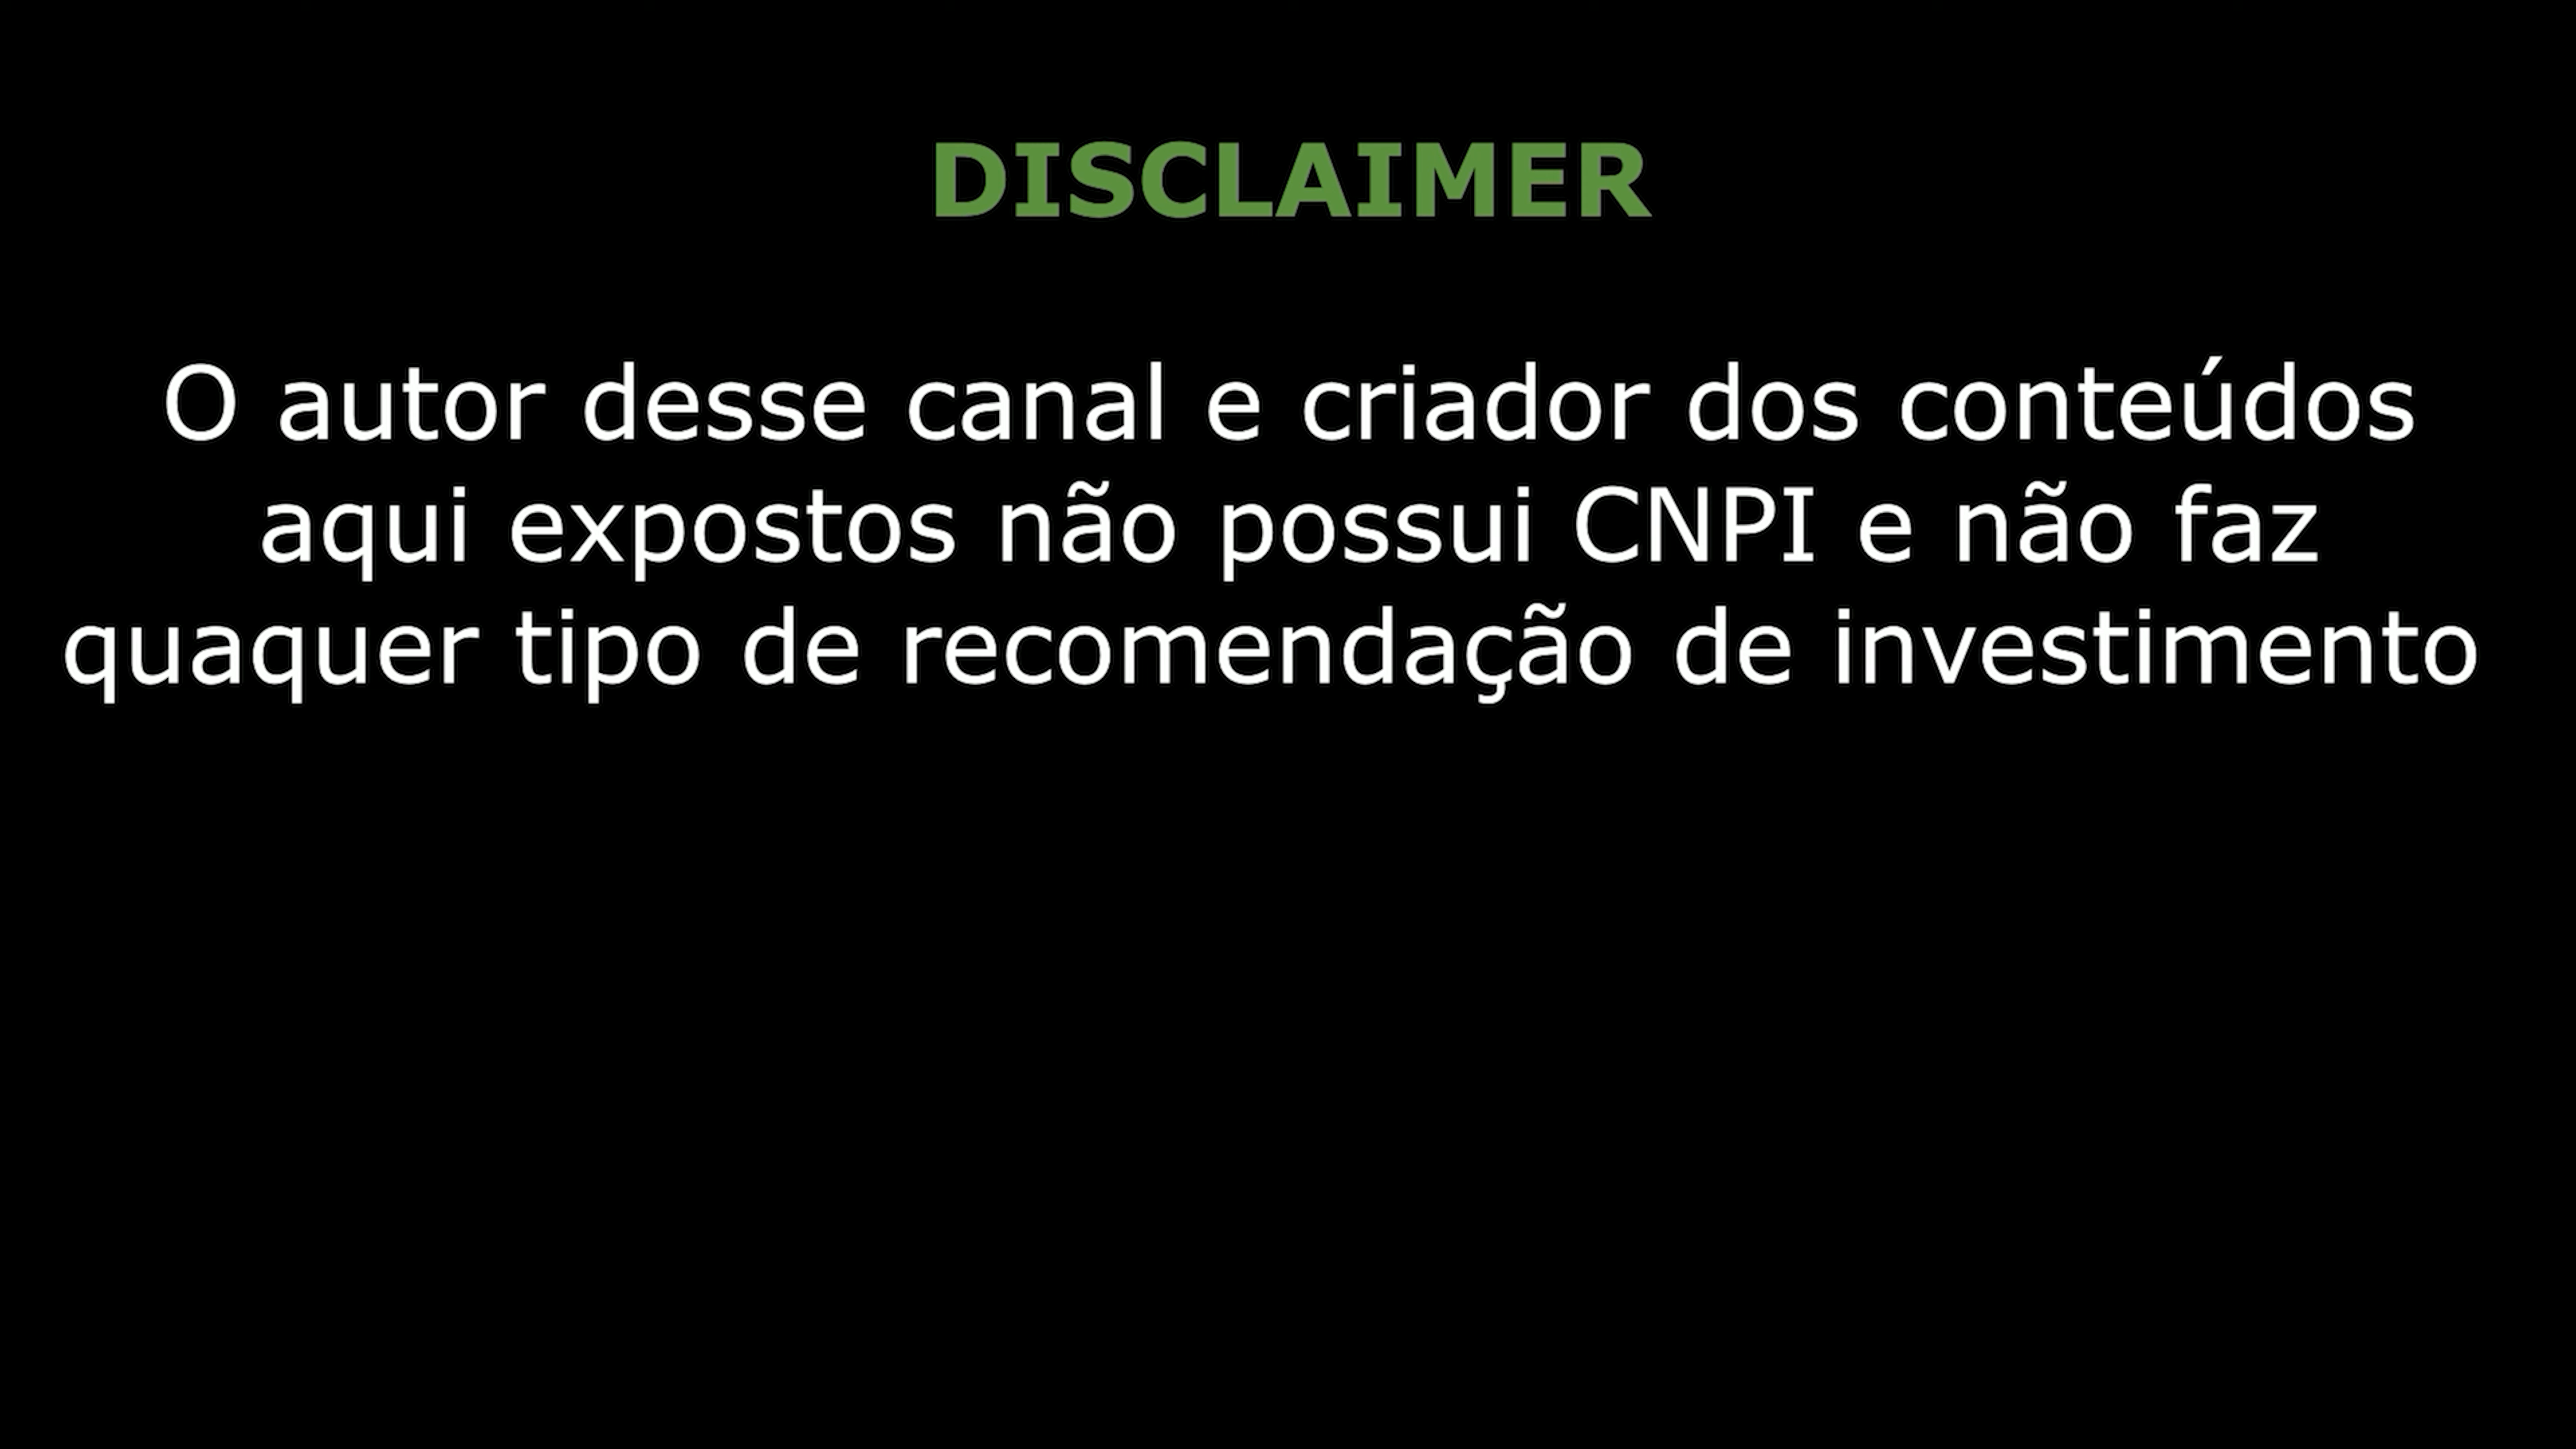 DISCLAIMER
O autor desse canal e criador dos conteúdos
aqui expostos não possui CNPI e não faz
quaquer tipo de recomendação de investimento